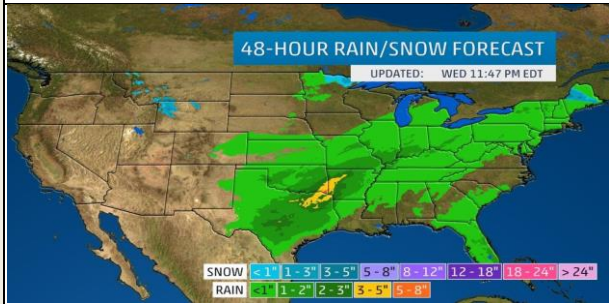 48-HOUR RAIN/SNOW FORECAST
UPDATED: WED 11:47 PM EDT
SNOW <1" 1-3" 3-5" 5-8" 8-12" 12-18" 18-24" >24"
RAIN <1" 1-2" 2-3" 3-5" 5-8"